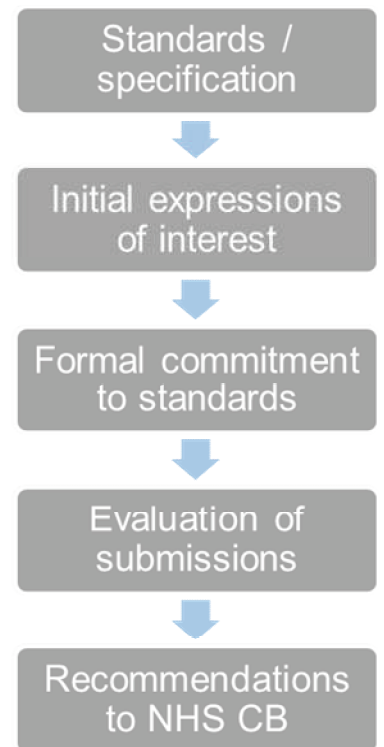 Standards /
specification
Initial expressions
of interest
Formal commitment
to standards
Evaluation of
submissions
Recommendations
to NHS CB